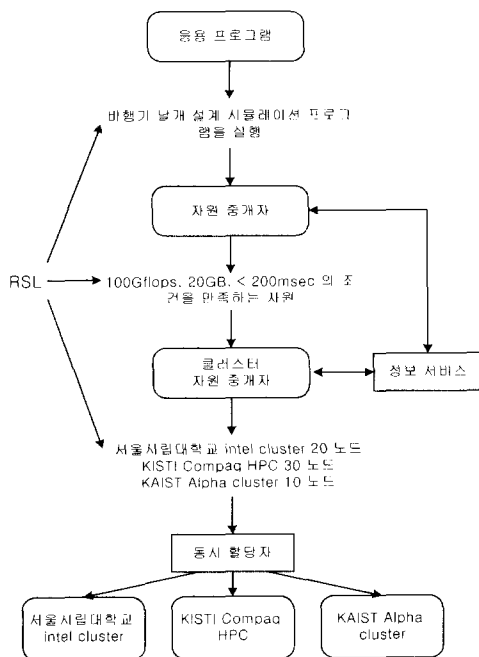 응용 프로그램
비행기 날개 설계 시뮬레이션 프로그
램을 실행
자원 중개자
RSL
100Gflops. 20GB. < 200msec 의 조
건을 만족하는 자원
클러스터
자원 중개자
정보 서비스
서울시립대학교 intel cluster 20 노드
KISTI Compaq HPC 30 노드
KAIST Alpha cluster 10 노드
동시 할당자
서울시립대학교
intel cluster
KISTI Compaq
HPC
KAIST Alpha
cluster